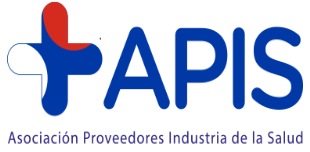 APIS
Asociación Proveedores Industria de la Salud